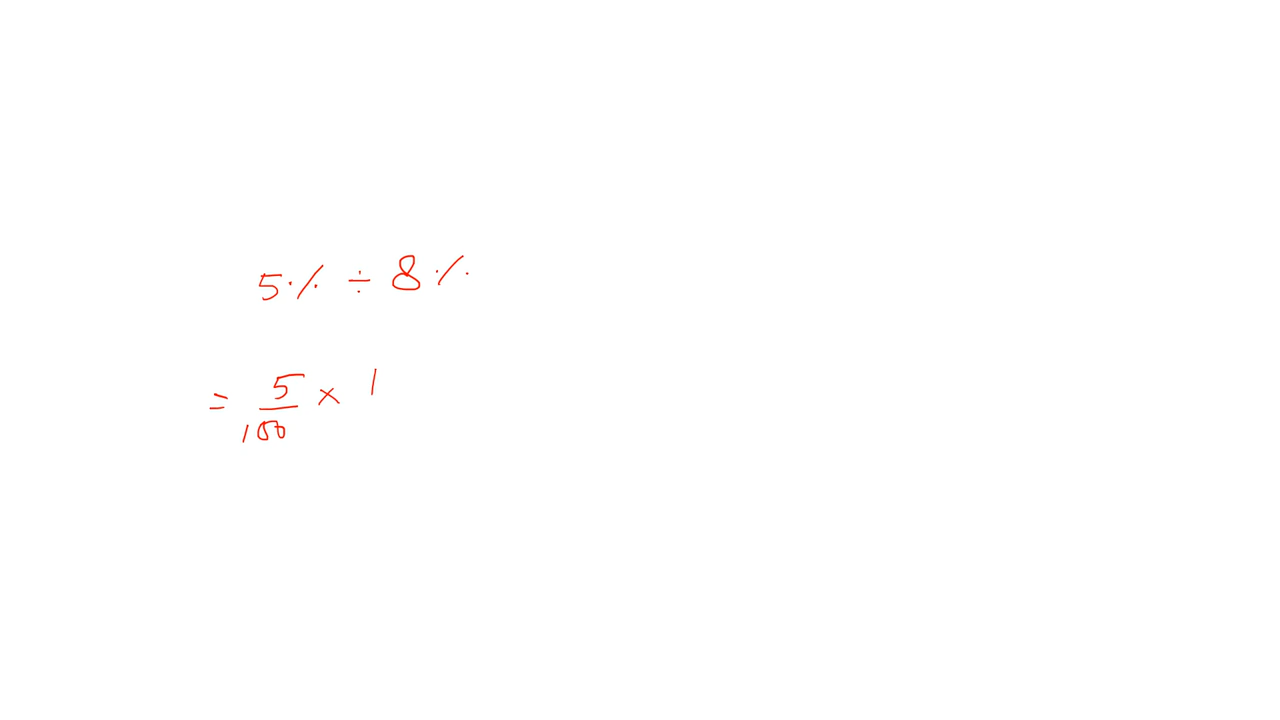 5% ÷ 8%
= 5/100 × 1